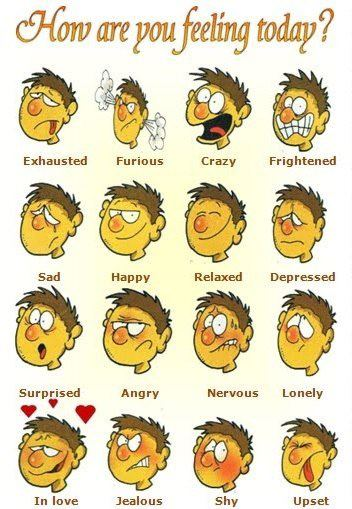 How are you feeling today?
Exhausted Furious Crazy Frightened
Sad Happy Relaxed Depressed
Surprised Angry Nervous Lonely
In love Jealous Shy Upset